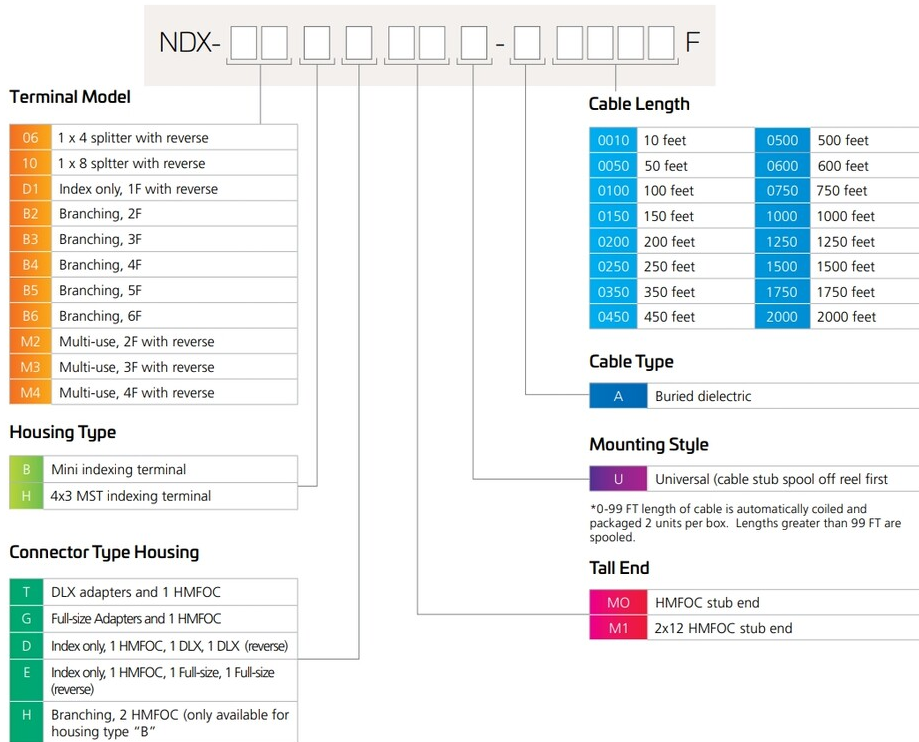 NDX- - F
Terminal Model
06 1 x 4 splitter with reverse
10 1 x 8 spltter with reverse
D1 Index only, 1F with reverse
B2 Branching, 2F
B3 Branching, 3F
B4 Branching, 4F
B5 Branching, 5F
B6 Branching, 6F
M2 Multi-use, 2F with reverse
M3 Multi-use, 3F with reverse
M4 Multi-use, 4F with reverse
Housing Type
B Mini indexing terminal
H 4x3 MST indexing terminal
Connector Type Housing
T DLX adapters and 1 HMFOC
G Full-size Adapters and 1 HMFOC
D Index only, 1 HMFOC, 1 DLX, 1 DLX (reverse)
E Index only, 1 HMFOC, 1 Full-size, 1 Full-size
(reverse)
H Branching, 2 HMFOC (only available for
housing type “B”
Cable Length
0010 10 feet 0500 500 feet
0050 50 feet 0600 600 feet
0100 100 feet 0750 750 feet
0150 150 feet 1000 1000 feet
0200 200 feet 1250 1250 feet
0250 250 feet 1500 1500 feet
0350 350 feet 1750 1750 feet
0450 450 feet 2000 2000 feet
Cable Type
A Buried dielectric
Mounting Style
U Universal (cable stub spool off reel first
*0-99 FT length of cable is automatically coiled and
packaged 2 units per box. Lengths greater than 99 FT are
spooled.
Tall End
MO HMFOC stub end
M1 2x12 HMFOC stub end